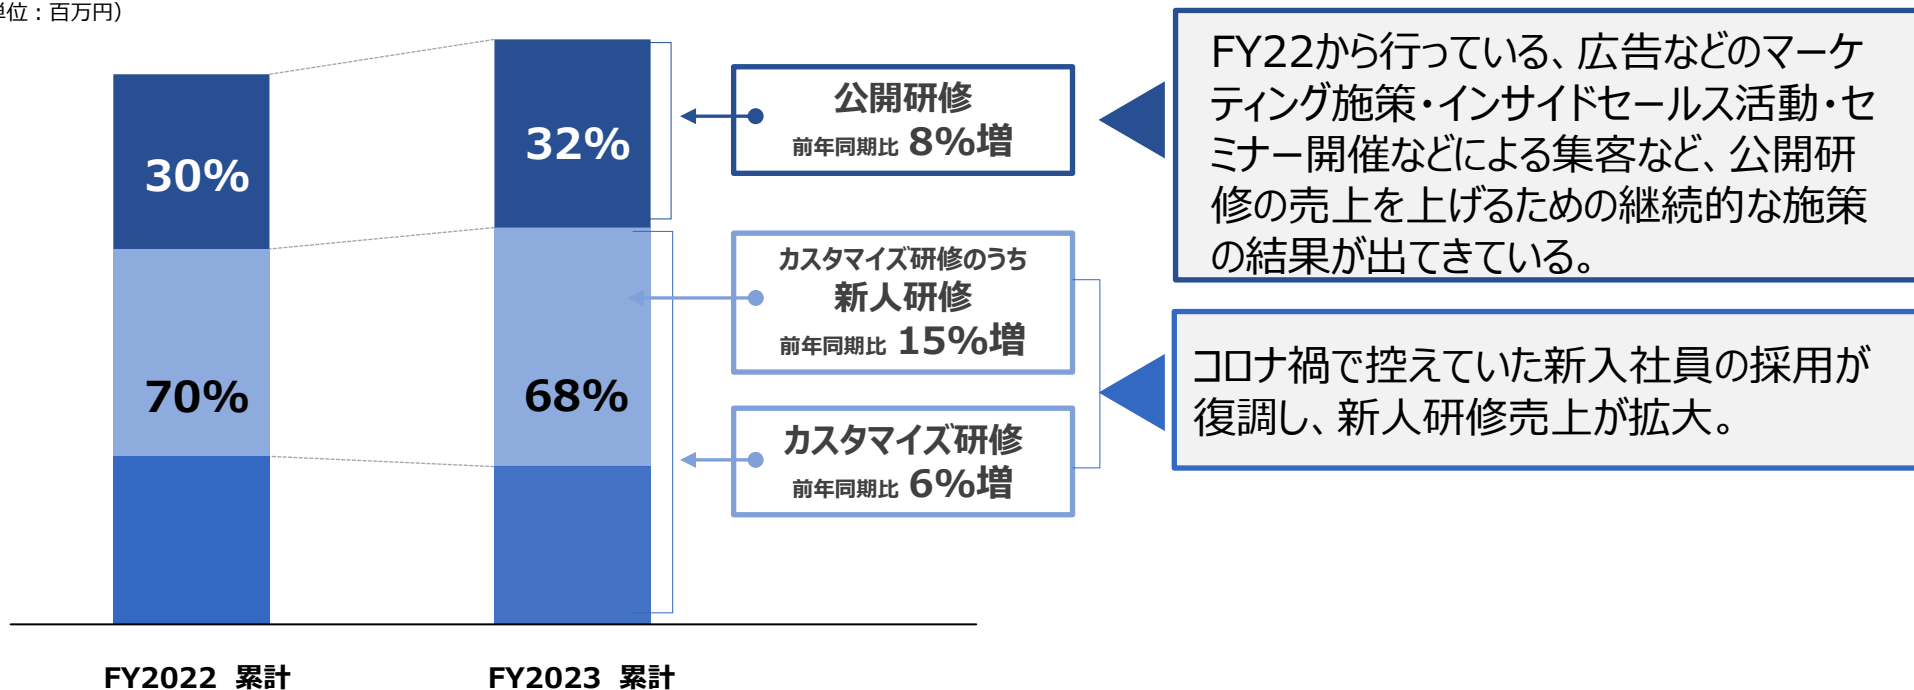 単位：百万円）
30%
70%
32%
68%
公開研修
前年同期比 8%増
カスタマイズ研修のうち
新人研修
前年同期比 15%増
カスタマイズ研修
前年同期比 6%増
FY22から行っている、広告などのマーケ
ティング施策・インサイドセールス活動・セ
ミナー開催などによる集客など、公開研
修の売上を上げるための継続的な施策
の結果が出てきている。
コロナ禍で控えていた新入社員の採用が
復調し、新人研修売上が拡大。
FY2022 累計
FY2023 累計